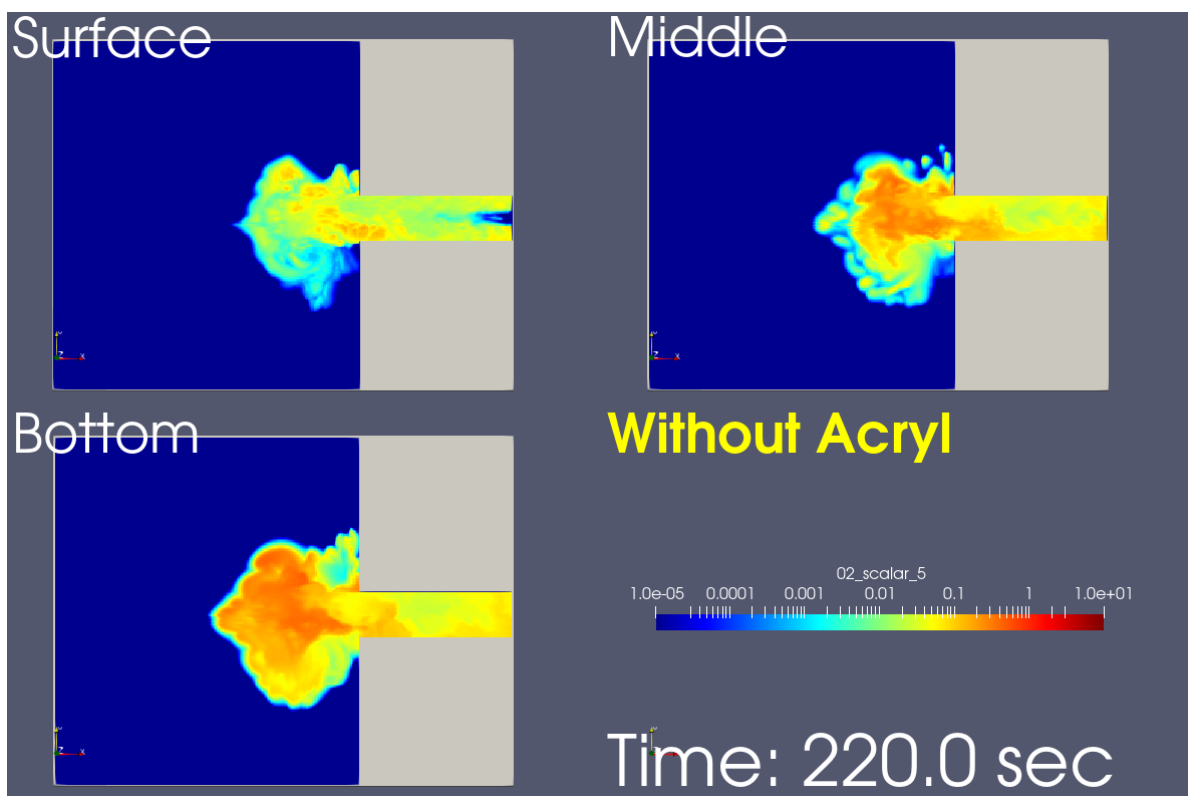 Surface
Middle
Bottom
Without Acryl
02_scalar_5
1.0e-05 0.0001 0.001 0.01 0.1 1 1.0e+01
Time: 220.0 sec
Z X
Z X
Z X